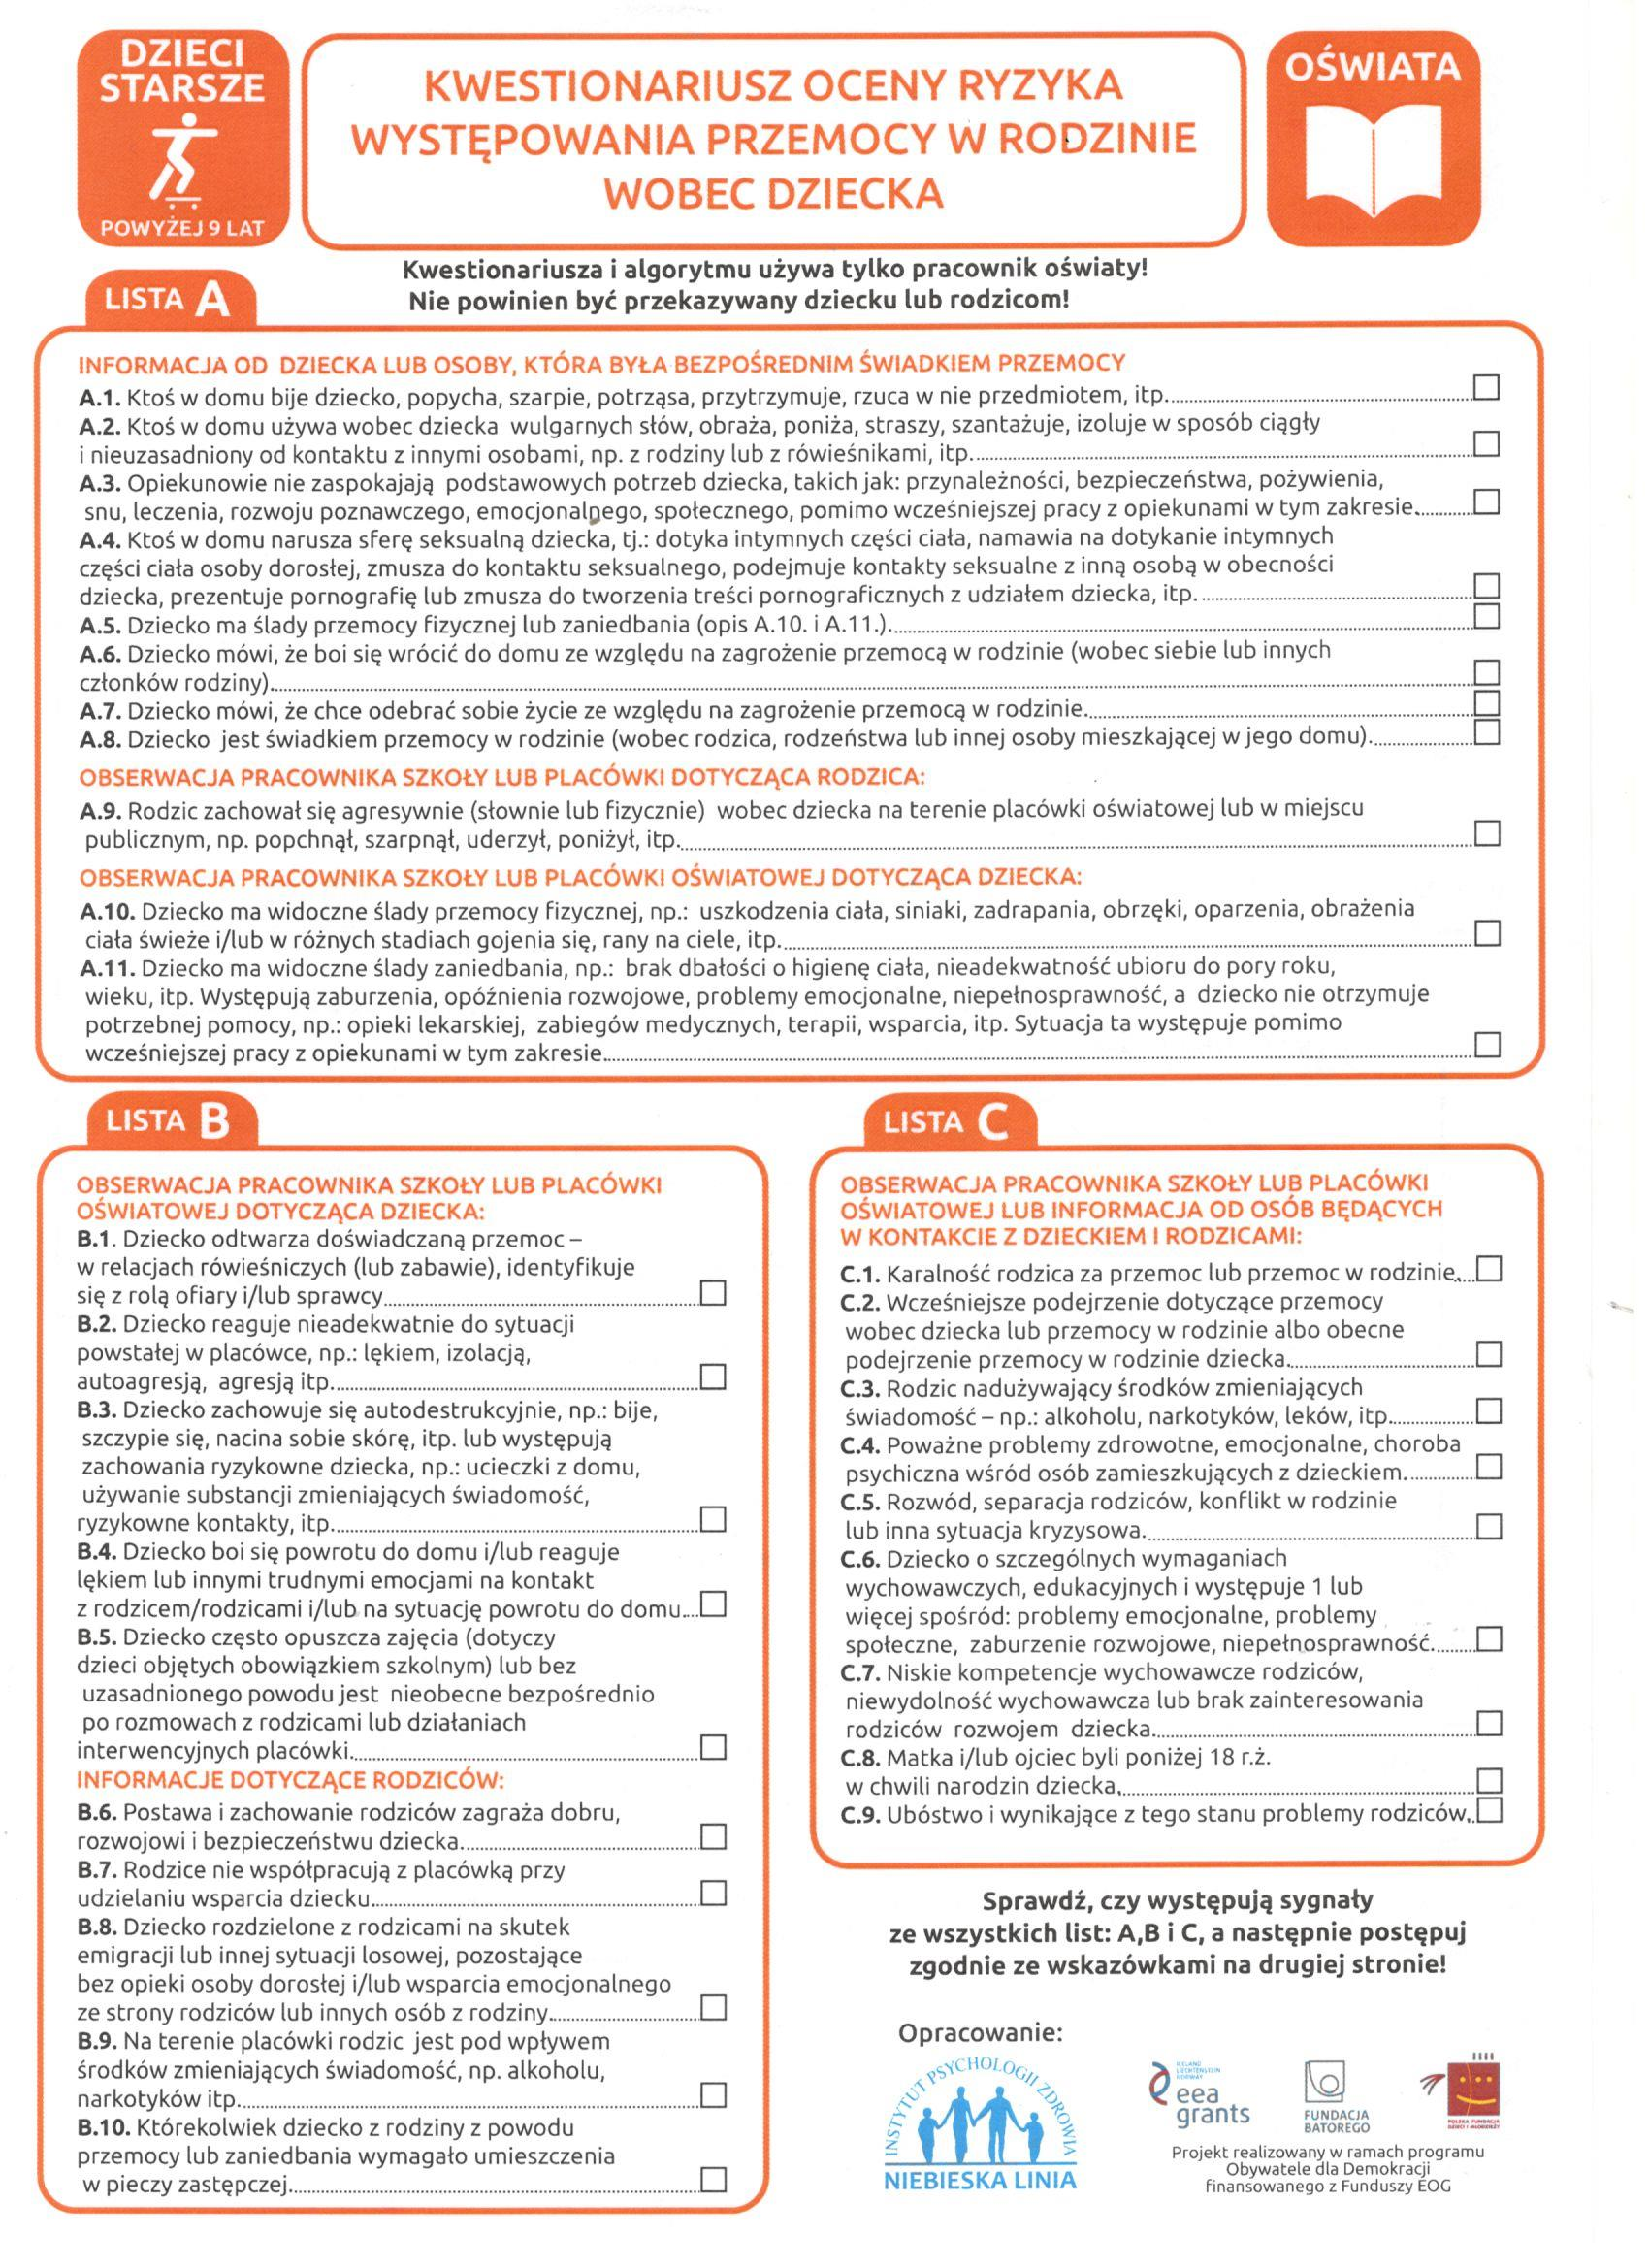 DZIECI
STARSZE
POWYŻEJ 9 LAT
KWESTIONARIUSZ OCENY RYZYKA
WYSTĘPOWANIA PRZEMOCY W RODZINIE
WOBEC DZIECKA
OŚWIATA
Kwestionariusza i algorytmu używa tylko pracownik oświaty!
Nie powinien być przekazywany dziecku lub rodzicom!
LISTA A
INFORMACJA OD DZIECKA LUB OSOBY, KTÓRA BYŁA BEZPOŚREDNIM ŚWIADKIEM PRZEMOCY
A.1. Ktoś w domu bije dziecko, popycha, szarpie, potrząsa, przytrzymuje, rzuca w nie przedmiotem, itp.
A.2. Ktoś w domu używa wobec dziecka wulgarnych słów, obraża, poniża, straszy, szantażuje, izoluje w sposób ciągły
i nieuzasadniony od kontaktu z innymi osobami, np. z rodziny lub z rówieśnikami, itp.
A.3. Opiekunowie nie zaspokajają podstawowych potrzeb dziecka, takich jak: przynależności, bezpieczeństwa, pożywienia,
snu, leczenia, rozwoju poznawczego, emocjonalnego, społecznego, pomimo wcześniejszej pracy z opiekunami w tym zakresie.
A.4. Ktoś w domu narusza sferę seksualną dziecka, tj.: dotyka intymnych części ciała, namawia na dotykanie intymnych
części ciała osoby dorosłej, zmusza do kontaktu seksualnego, podejmuje kontakty seksualne z inną osobą w obecności
dziecka, prezentuje pornografię lub zmusza do tworzenia treści pornograficznych z udziałem dziecka, itp.
A.5. Dziecko ma ślady przemocy fizycznej lub zaniedbania (opis A.10. i A.11.).
A.6. Dziecko mówi, że boi się wrócić do domu ze względu na zagrożenie przemocą w rodzinie (wobec siebie lub innych
członków rodziny).
A.7. Dziecko mówi, że chce odebrać sobie życie ze względu na zagrożenie przemocą w rodzinie.
A.8. Dziecko jest świadkiem przemocy w rodzinie (wobec rodzica, rodzeństwa lub innej osoby mieszkającej w jego domu).
OBSERWACJA PRACOWNIKA SZKOŁY LUB PLACÓWKI DOTYCZĄCA RODZICA:
A.9. Rodzic zachował się agresywnie (słownie lub fizycznie) wobec dziecka na terenie placówki oświatowej lub w miejscu
publicznym, np. popchnął, szarpnął, uderzył, poniżył, itp.
OBSERWACJA PRACOWNIKA SZKOŁY LUB PLACÓWKI OŚWIATOWEJ DOTYCZĄCA DZIECKA:
A.10. Dziecko ma widoczne ślady przemocy fizycznej, np.: uszkodzenia ciała, siniaki, zadrapania, obrzęki, oparzenia, obrażenia
ciała świeże i/lub w różnych stadiach gojenia się, rany na ciele, itp.
A.11. Dziecko ma widoczne ślady zaniedbania, np.: brak dbałości o higienę ciała, nieadekwatność ubioru do pory roku,
wieku, itp. Występują zaburzenia, opóźnienia rozwojowe, problemy emocjonalne, niepełnosprawność, a dziecko nie otrzymuje
potrzebnej pomocy, np.: opieki lekarskiej, zabiegów medycznych, terapii, wsparcia, itp. Sytuacja ta występuje pomimo
wcześniejszej pracy z opiekunami w tym zakresie.
LISTA B
OBSERWACJA PRACOWNIKA SZKOŁY LUB PLACÓWKI
OŚWIATOWEJ DOTYCZĄCA DZIECKA:
B.1. Dziecko odtwarza doświadczaną przemoc –
w relacjach rówieśniczych (lub zabawie), identyfikuje
się z rolą ofiary i/lub sprawcy.
B.2. Dziecko reaguje nieadekwatnie do sytuacji
powstałej w placówce, np.: lękiem, izolacją,
autoagresją, agresją itp.
B.3. Dziecko zachowuje się autodestrukcyjnie, np.: bije,
szczypie się, nacina sobie skórę, itp. lub występują
zachowania ryzykowne dziecka, np.: ucieczki z domu,
używanie substancji zmieniających świadomość,
ryzykowne kontakty, itp.
B.4. Dziecko boi się powrotu do domu i/lub reaguje
lękiem lub innymi trudnymi emocjami na kontakt
z rodzicem/rodzicami i/lub na sytuację powrotu do domu.
B.5. Dziecko często opuszcza zajęcia (dotyczy
dzieci objętych obowiązkiem szkolnym) lub bez
uzasadnionego powodu jest nieobecne bezpośrednio
po rozmowach z rodzicami lub działaniach
interwencyjnych placówki.
INFORMACJE DOTYCZĄCE RODZICÓW:
B.6. Postawa i zachowanie rodziców zagraża dobru,
rozwojowi i bezpieczeństwu dziecka.
B.7. Rodzice nie współpracują z placówką przy
udzielaniu wsparcia dziecku.
B.8. Dziecko rozdzielone z rodzicami na skutek
emigracji lub innej sytuacji losowej, pozostające
bez opieki osoby dorosłej i/lub wsparcia emocjonalnego
ze strony rodziców lub innych osób z rodziny.
B.9. Na terenie placówki rodzic jest pod wpływem
środków zmieniających świadomość, np. alkoholu,
narkotyków itp.
B.10. Którekolwiek dziecko z rodziny z powodu
przemocy lub zaniedbania wymagało umieszczenia
w pieczy zastępczej.
LISTA C
OBSERWACJA PRACOWNIKA SZKOŁY LUB PLACÓWKI
OŚWIATOWEJ LUB INFORMACJA OD OSÓB BĘDĄCYCH
W KONTAKCIE Z DZIECKIEM I RODZICAMI:
C.1. Karalność rodzica za przemoc lub przemoc w rodzinie.
C.2. Wcześniejsze podejrzenie dotyczące przemocy
wobec dziecka lub przemocy w rodzinie albo obecne
podejrzenie przemocy w rodzinie dziecka.
C.3. Rodzic nadużywający środków zmieniających
świadomość – np.: alkoholu, narkotyków, leków, itp.
C.4. Poważne problemy zdrowotne, emocjonalne, choroba
psychiczna wśród osób zamieszkujących z dzieckiem.
C.5. Rozwód, separacja rodziców, konflikt w rodzinie
lub inna sytuacja kryzysowa.
C.6. Dziecko o szczególnych wymaganiach
wychowawczych, edukacyjnych i występuje 1 lub
więcej spośród: problemy emocjonalne, problemy
społeczne, zaburzenie rozwojowe, niepełnosprawność.
C.7. Niskie kompetencje wychowawcze rodziców,
niewydolność wychowawcza lub brak zainteresowania
rodziców rozwojem dziecka.
C.8. Matka i/lub ojciec byli poniżej 18 r.ż.
w chwili narodzin dziecka.
C.9. Ubóstwo i wynikające z tego stanu problemy rodziców.
Sprawdź, czy występują sygnały
ze wszystkich list: A,B i C, a następnie postępuj
zgodnie ze wskazówkami na drugiej stronie!
Opracowanie:
INSTYTUT PSYCHOLOGII ZDROWIA
NIEBIESKA LINIA
ICELAND
LIECHTENSTEIN
NORWAY
eea
grants
FUNDACJA
BATOREGO
POLSKA FUNDACJA
DZIECI I MŁODZIEŻY
Projekt realizowany w ramach programu
Obywatele dla Demokracji
finansowanego z Funduszy EOG